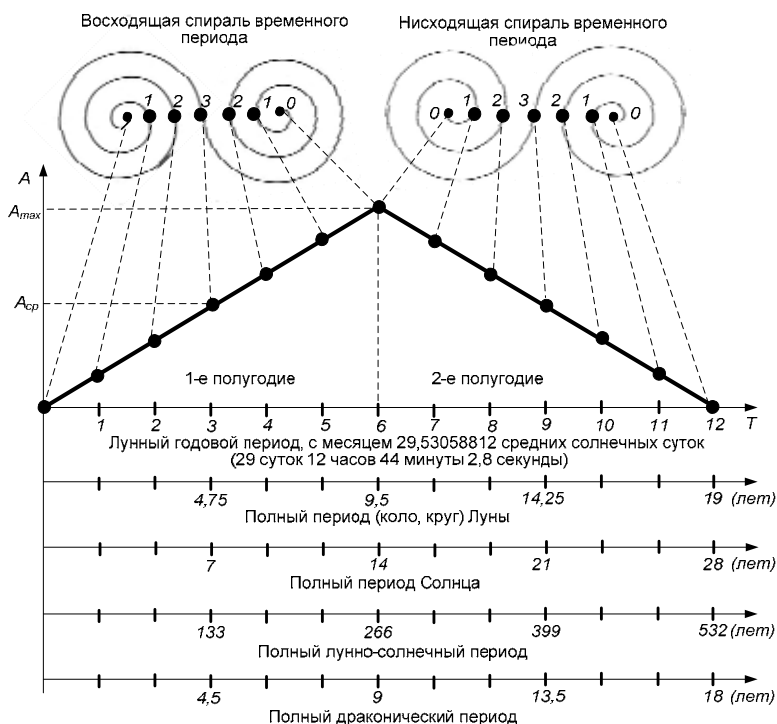 Восходящая спираль временного
периода
Нисходящая спираль временного
периода
1 2 3 2 1 0
0 1 2 3 2 1 0
A
Amax
Aср
1-е полугодие
2-е полугодие
1 2 3 4 5 6 7 8 9 10 11 12 T
Лунный годовой период, с месяцем 29,53058812 средних солнечных суток
(29 суток 12 часов 44 минуты 2,8 секунды)
4,75 9,5 14,25 19 (лет)
Полный период (коло, круг) Луны
7 14 21 28 (лет)
Полный период Солнца
133 266 399 532 (лет)
Полный лунно-солнечный период
4,5 9 13,5 18 (лет)
Полный драконический период